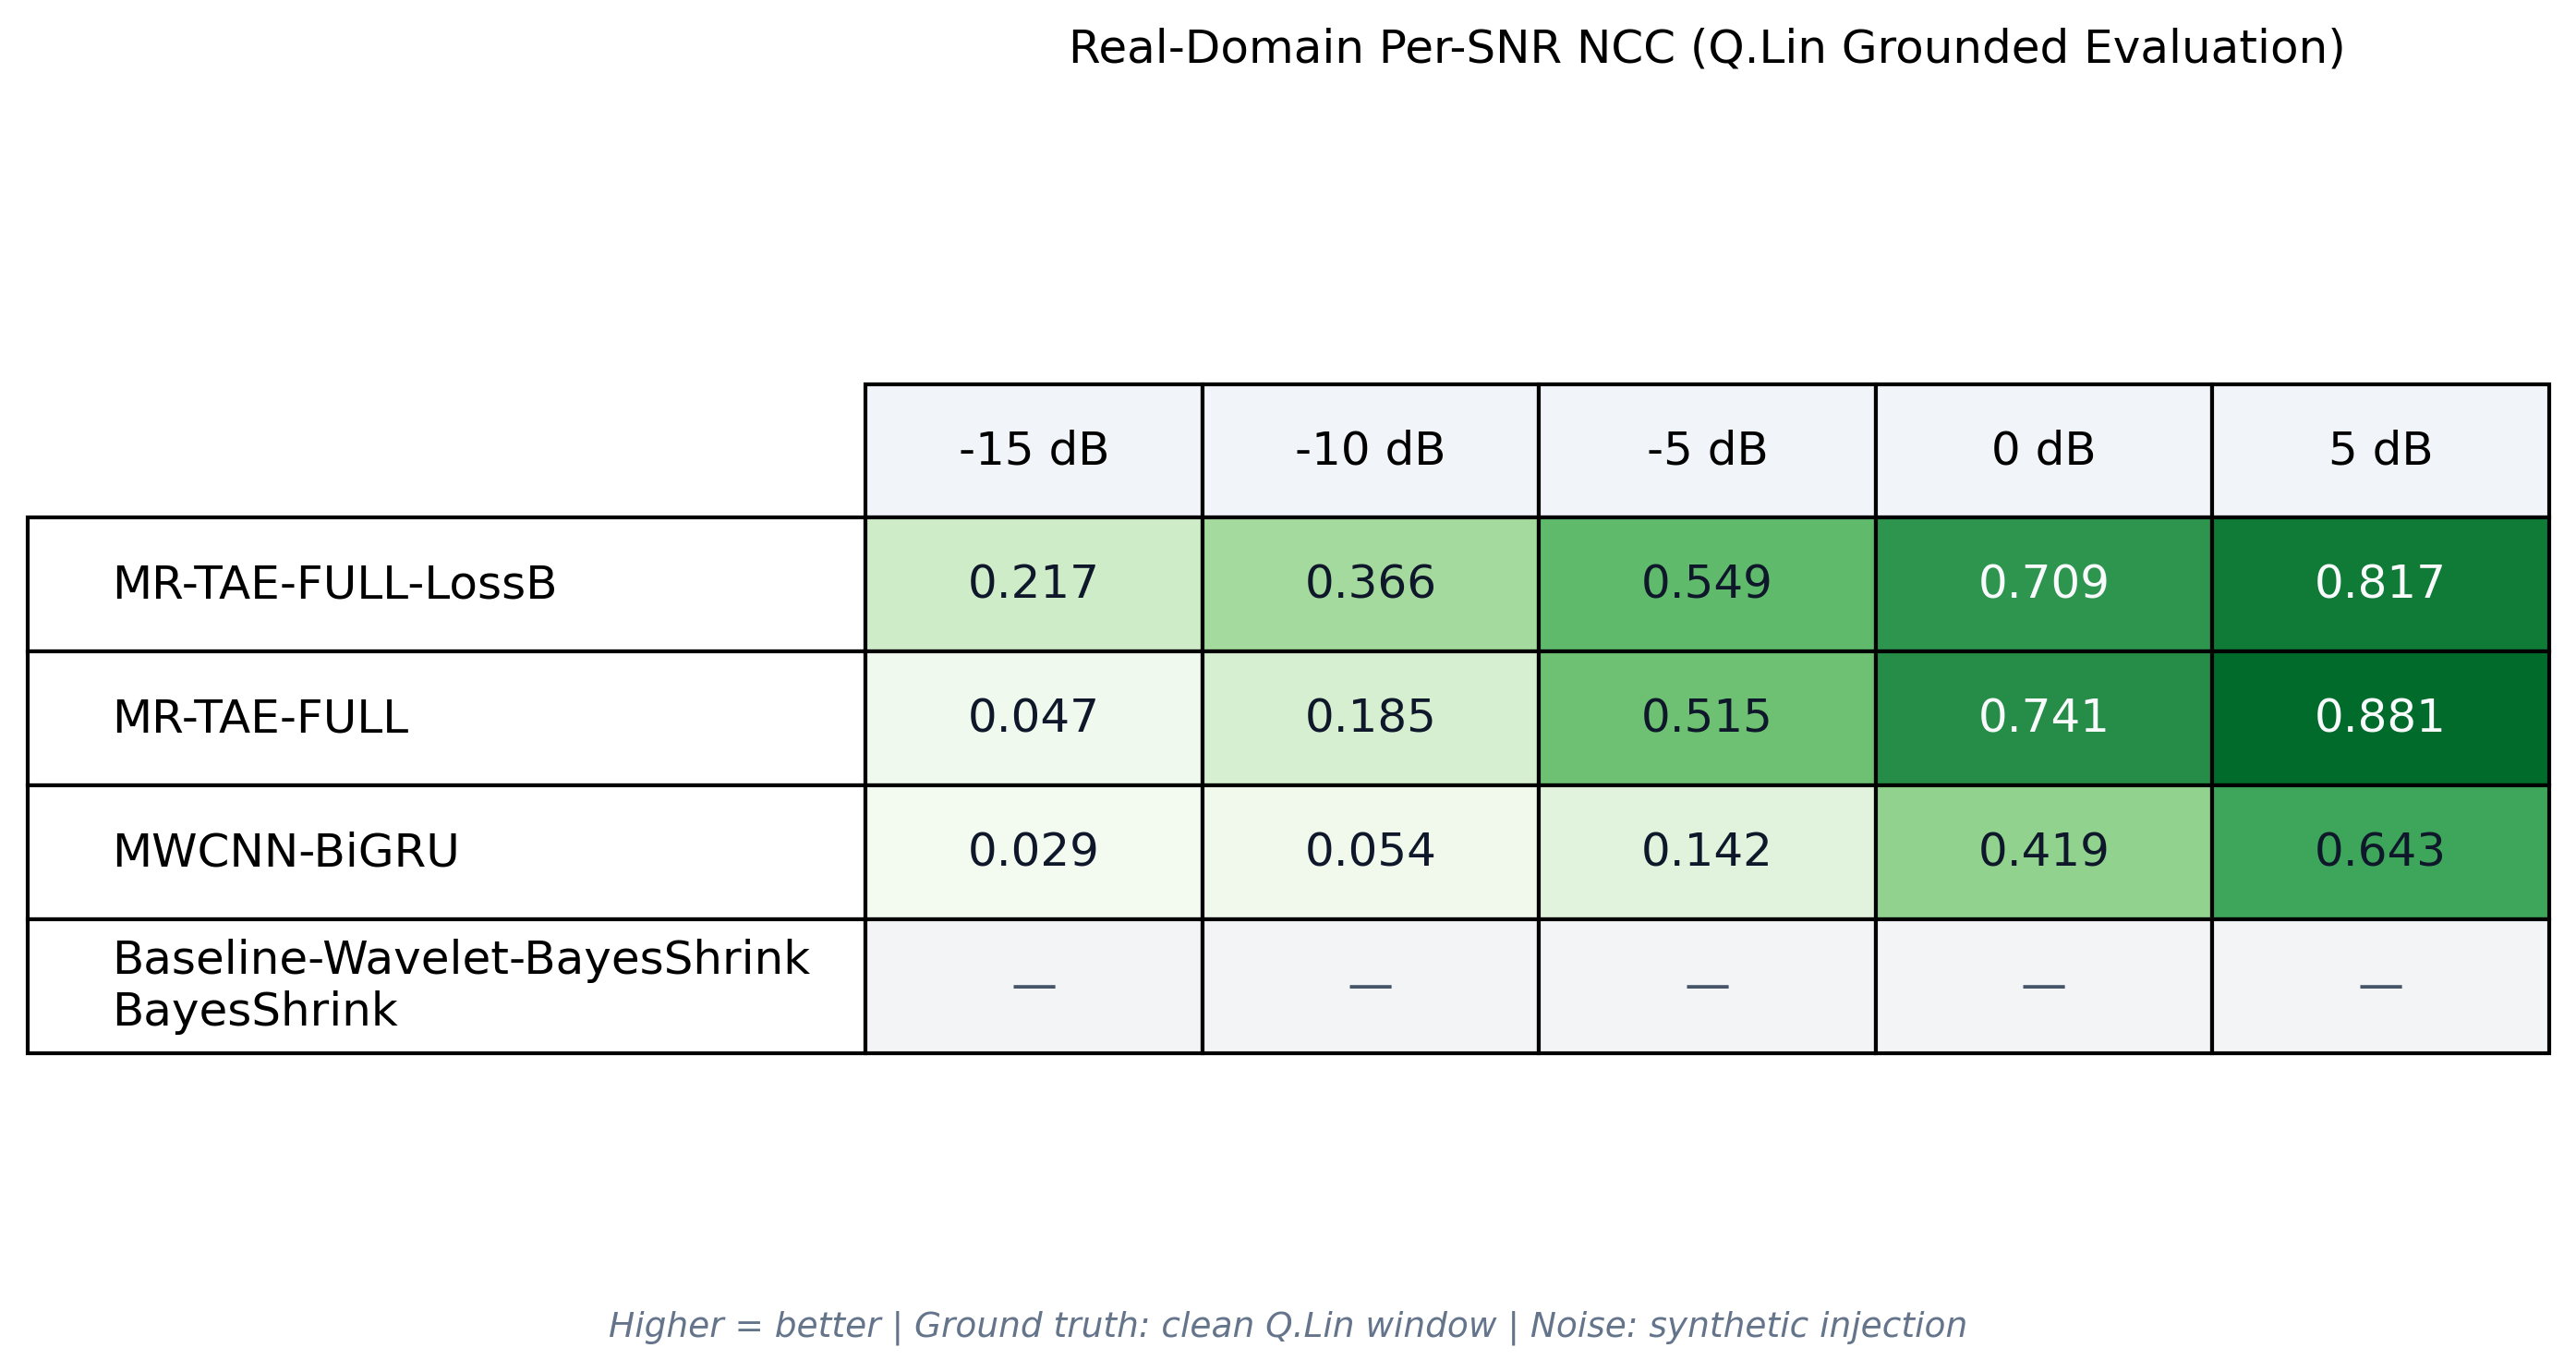 Real-Domain Per-SNR NCC (Q.Lin Grounded Evaluation)
-15 dB -10 dB -5 dB 0 dB 5 dB
MR-TAE-FULL-LossB 0.217 0.366 0.549 0.709 0.817
MR-TAE-FULL 0.047 0.185 0.515 0.741 0.881
MWCNN-BiGRU 0.029 0.054 0.142 0.419 0.643
Baseline-Wavelet-BayesShrink
BayesShrink — — — — —
Higher = better | Ground truth: clean Q.Lin window | Noise: synthetic injection